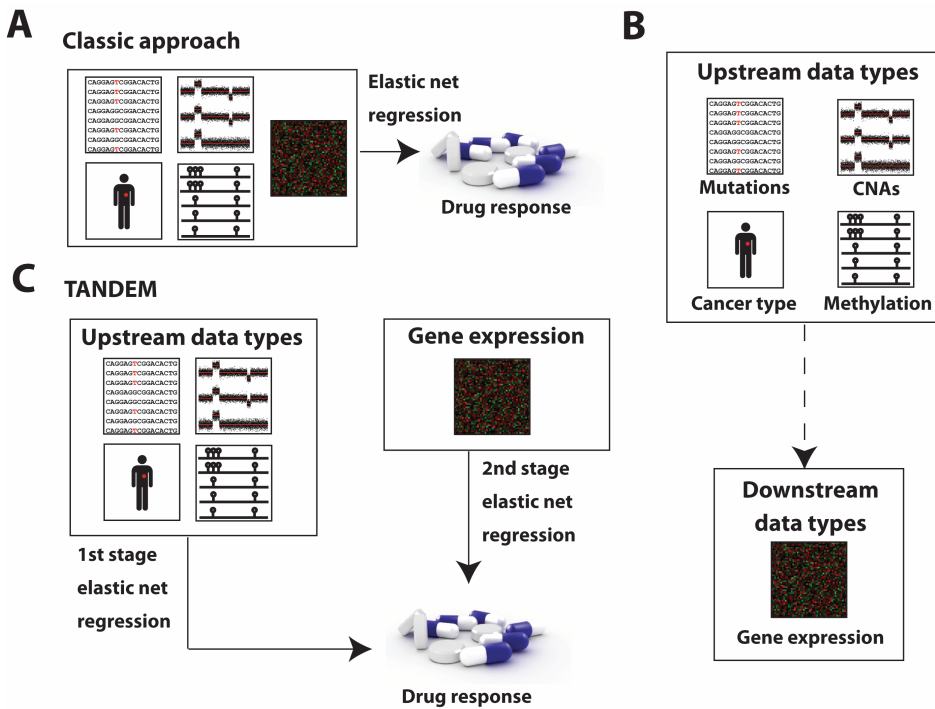 A
Classic approach
CAGGAGTCGGACACTG
CAGGAGTCGGACACTG
CAGGAGTCGGACACTG
CAGGAGGCGGACACTG
CAGGAGGCGGACACTG
CAGGAGTCGGACACTG
CAGGAGGCGGACACTG
CAGGAGTCGGACACTG
Elastic net
regression
Drug response
B
Upstream data types
CAGGAGTCGGACACTG
CAGGAGTCGGACACTG
CAGGAGTCGGACACTG
CAGGAGGCGGACACTG
CAGGAGGCGGACACTG
CAGGAGTCGGACACTG
CAGGAGGCGGACACTG
CAGGAGTCGGACACTG
Mutations
CNAs
Cancer type
Methylation
Downstream
data types
Gene expression
C
TANDEM
Upstream data types
CAGGAGTCGGACACTG
CAGGAGTCGGACACTG
CAGGAGTCGGACACTG
CAGGAGGCGGACACTG
CAGGAGGCGGACACTG
CAGGAGTCGGACACTG
CAGGAGGCGGACACTG
CAGGAGTCGGACACTG
Gene expression
1st stage
elastic net
regression
2nd stage
elastic net
regression
Drug response